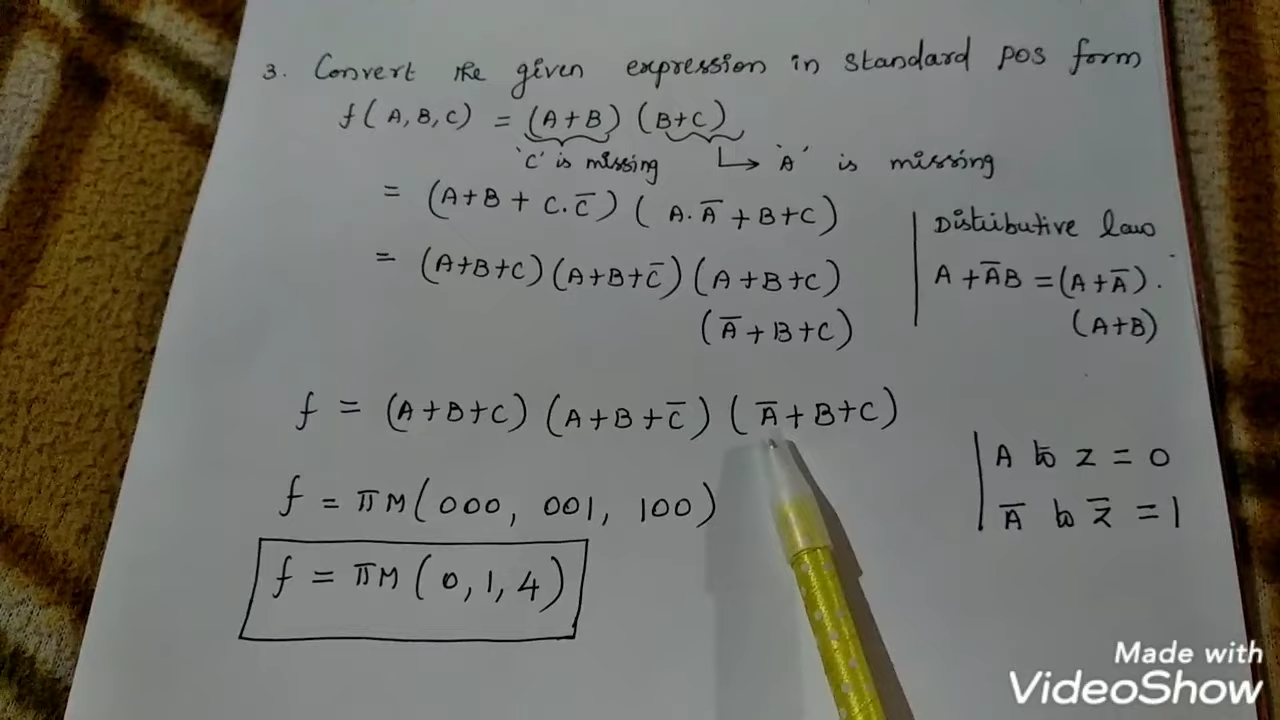 3. Convert the given expression in standard POS form
f(A,B,C) = (A+B) (B+C)
'C' is missing → 'A' is missing
= (A+B + C.C̅) ( A.A̅ + B+C)
= (A+B+C) (A+B+C̅) (A+B+C)
(A̅+B+C)
Distributive law
A+A̅B = (A+A̅).
(A+B)
f = (A+B+C) (A+B+C̅) (A̅+B+C)
f = πM(000, 001, 100)
f = πM(0,1,4)
A to Z = 0
A̅ to Z̅ = 1
Made with
VideoShow